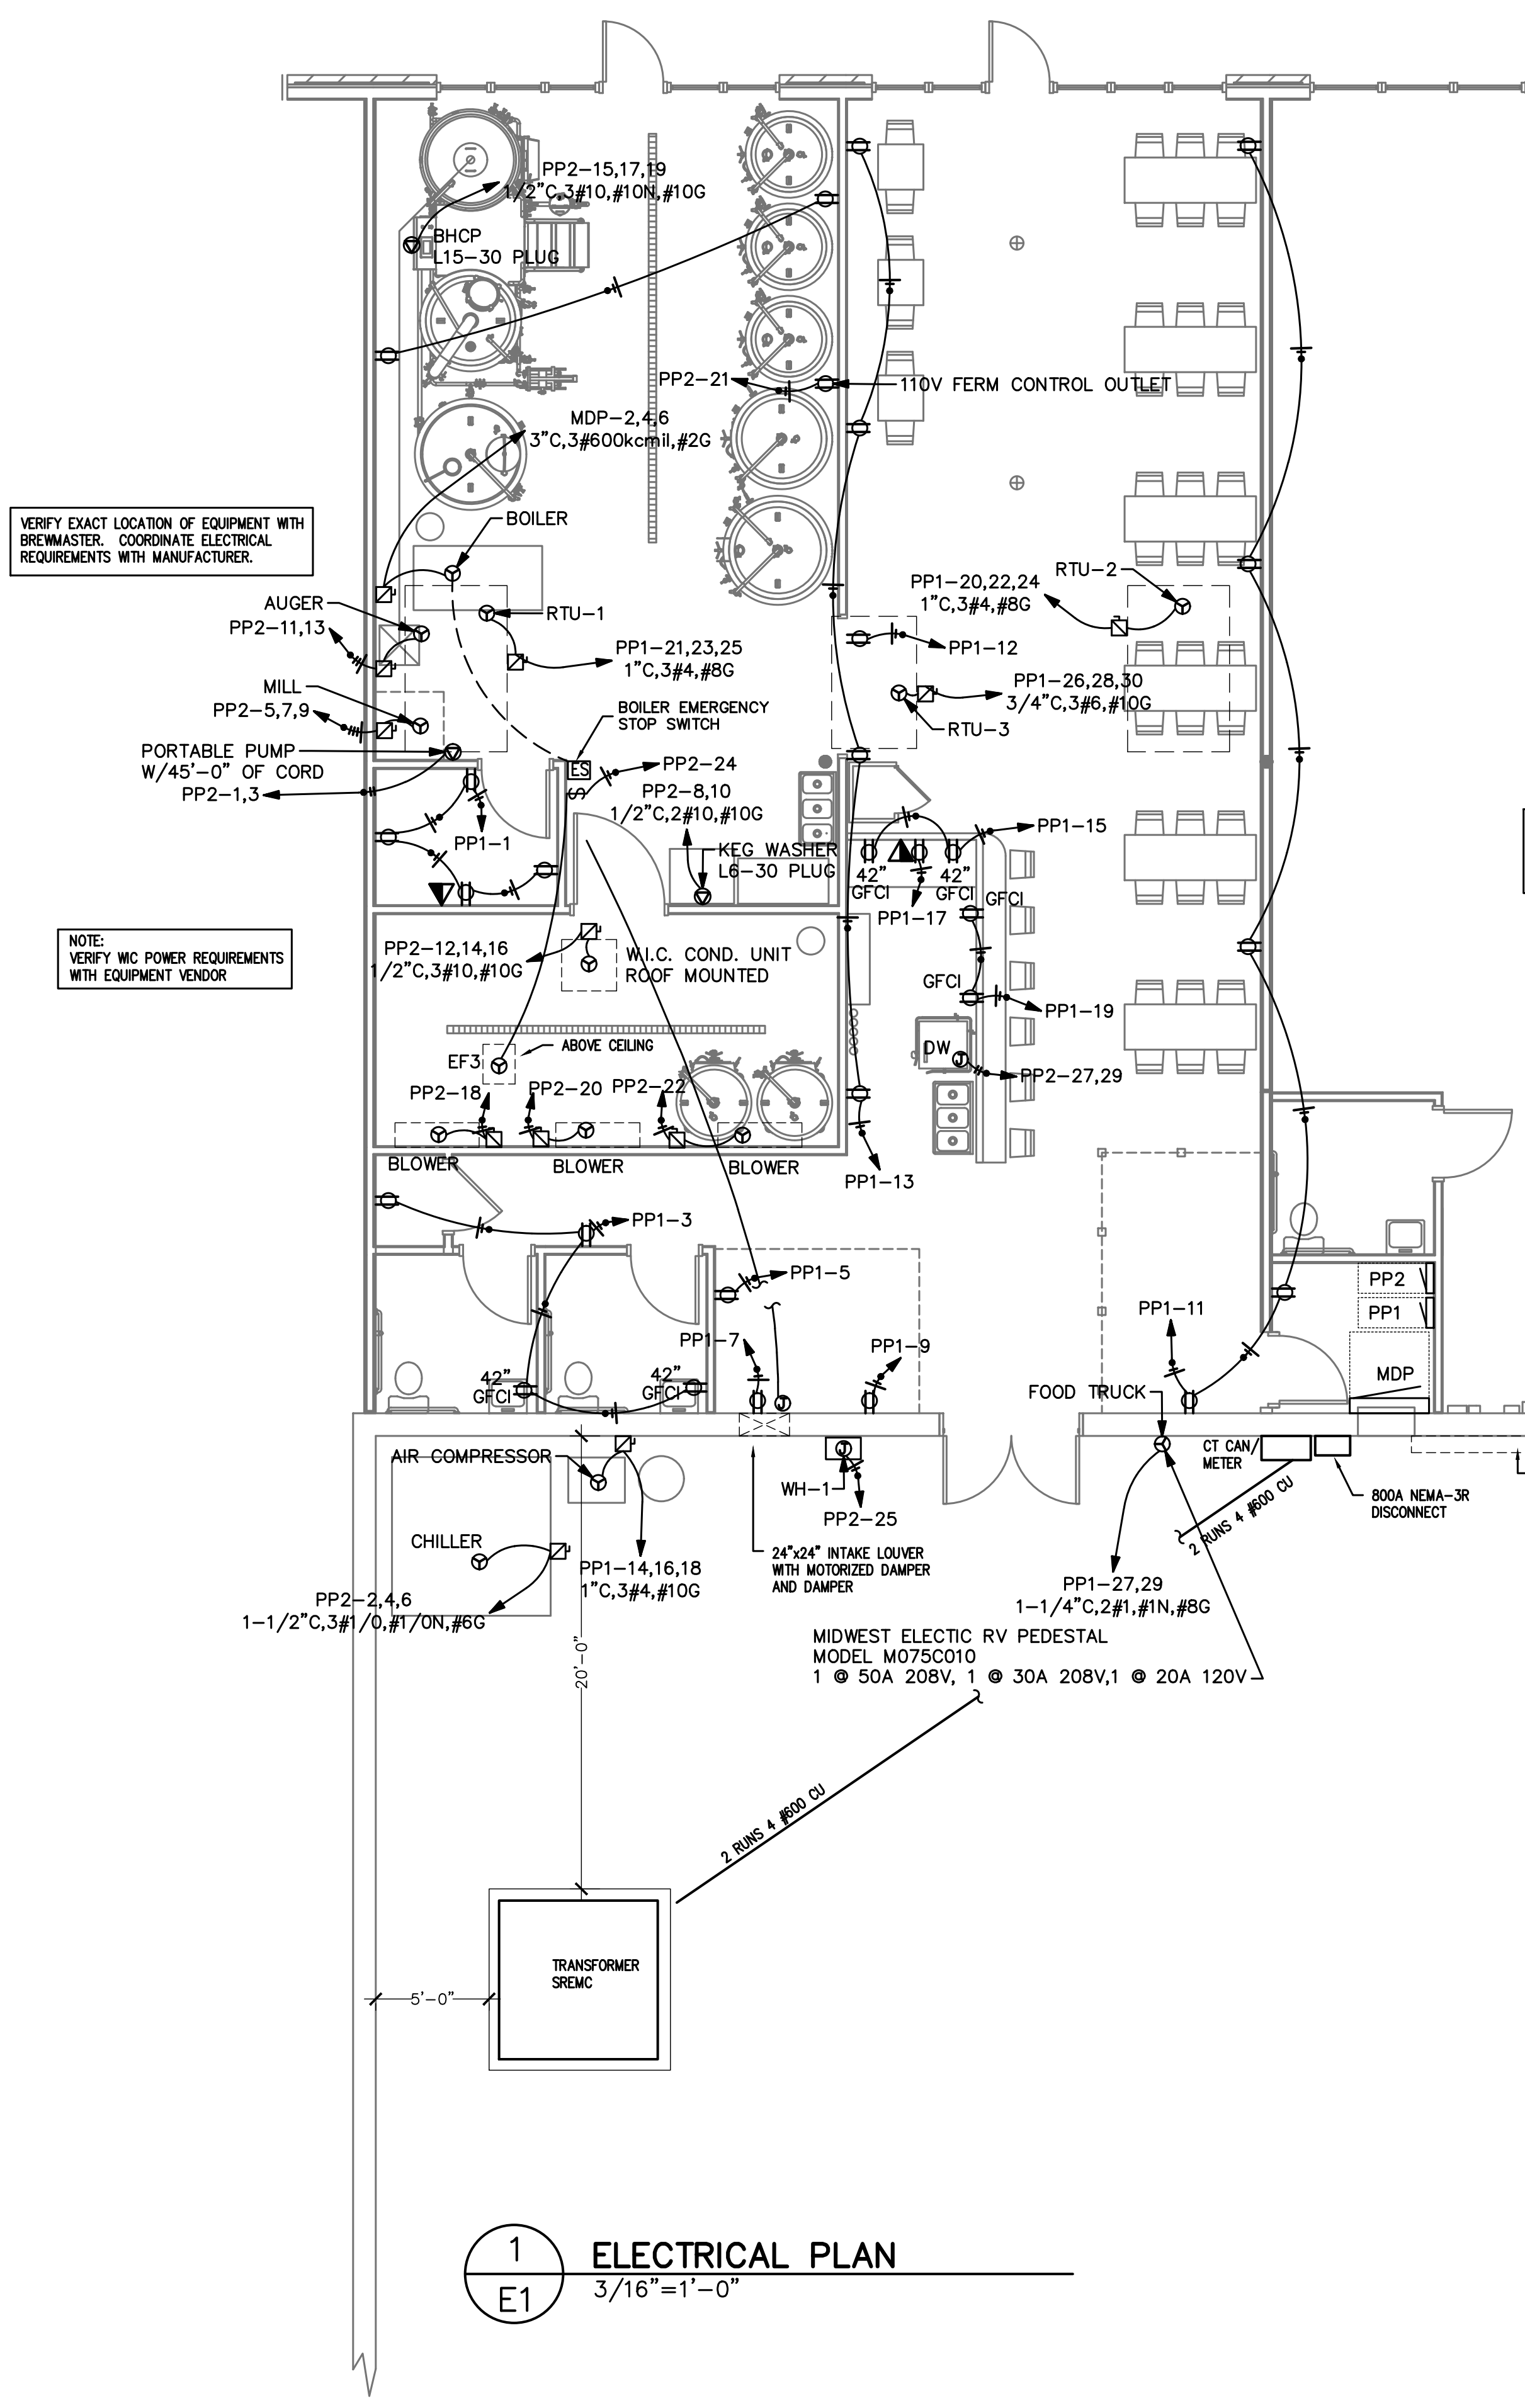 PP2-15,17,19
1/2"C,3#10,#10N,#10G
BHCP
L15-30 PLUG
PP2-21
110V FERM CONTROL OUTLET
MDP-2,4,6
3"C,3#600kcmil,#2G
VERIFY EXACT LOCATION OF EQUIPMENT WITH
BREWMASTER. COORDINATE ELECTRICAL
REQUIREMENTS WITH MANUFACTURER.
BOILER
AUGER
PP2-11,13
RTU-1
RTU-2
PP1-20,22,24
1"C,3#4,#8G
PP1-21,23,25
1"C,3#4,#8G
PP1-12
MILL
PP2-5,7,9
BOILER EMERGENCY
STOP SWITCH
PP1-26,28,30
3/4"C,3#6,#10G
RTU-3
PORTABLE PUMP
W/45'-0" OF CORD
PP2-1,3
ES
S
PP2-24
PP2-8,10
1/2"C,2#10,#10G
PP1-1
KEG WASHER
L6-30 PLUG
PP1-15
42"
GFCI
42"
GFCI
GFCI
PP1-17
NOTE:
VERIFY WIC POWER REQUIREMENTS
WITH EQUIPMENT VENDOR
PP2-12,14,16
1/2"C,3#10,#10G
W.I.C. COND. UNIT
ROOF MOUNTED
GFCI
PP1-19
EF3
ABOVE CEILING
DW
J
PP2-27,29
PP2-18
PP2-20
PP2-22
BLOWER
BLOWER
BLOWER
PP1-13
PP1-3
PP1-5
PP2
PP1
PP1-11
PP1-7
PP1-9
MDP
42"
GFCI
42"
GFCI
J
FOOD TRUCK
AIR COMPRESSOR
J
WH-1
PP2-25
CT CAN/
METER
800A NEMA-3R
DISCONNECT
2 RUNS 4 #600 CU
CHILLER
PP1-14,16,18
1"C,3#4,#10G
24"x24" INTAKE LOUVER
WITH MOTORIZED DAMPER
AND DAMPER
PP2-2,4,6
1-1/2"C,3#1/0,#1/0N,#6G
PP1-27,29
1-1/4"C,2#1,#1N,#8G
MIDWEST ELECTIC RV PEDESTAL
MODEL M075C010
1 @ 50A 208V, 1 @ 30A 208V,1 @ 20A 120V
20'-0"
2 RUNS 4 #600 CU
TRANSFORMER
SREMC
5'-0"
1
E1
ELECTRICAL PLAN
3/16"=1'-0"